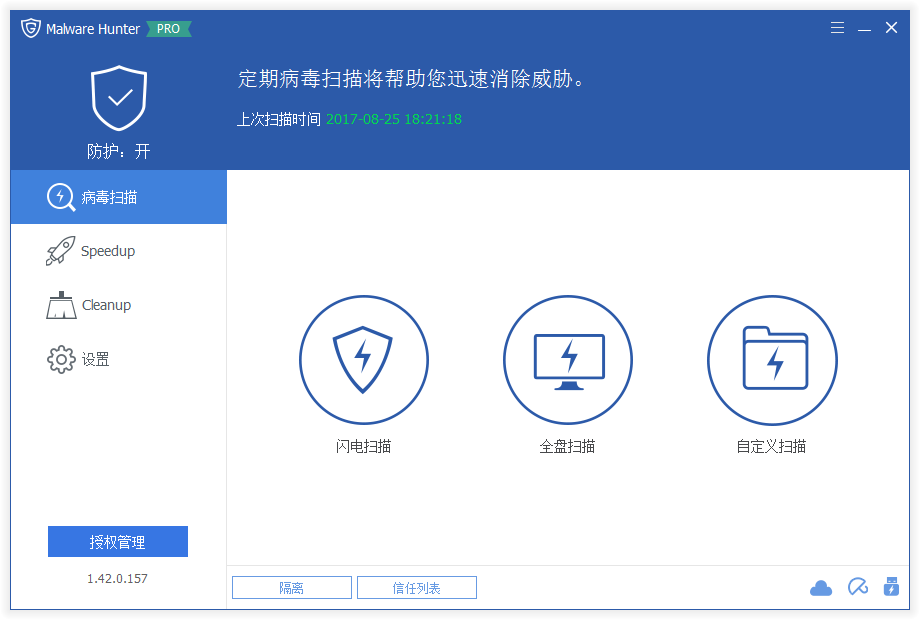 Malware Hunter PRO
定期病毒扫描将帮助您迅速消除威胁。
上次扫描时间 2017-08-25 18:21:18
防护：开
病毒扫描
Speedup
Cleanup
设置
闪电扫描
全盘扫描
自定义扫描
授权管理
1.42.0.157
隔离
信任列表